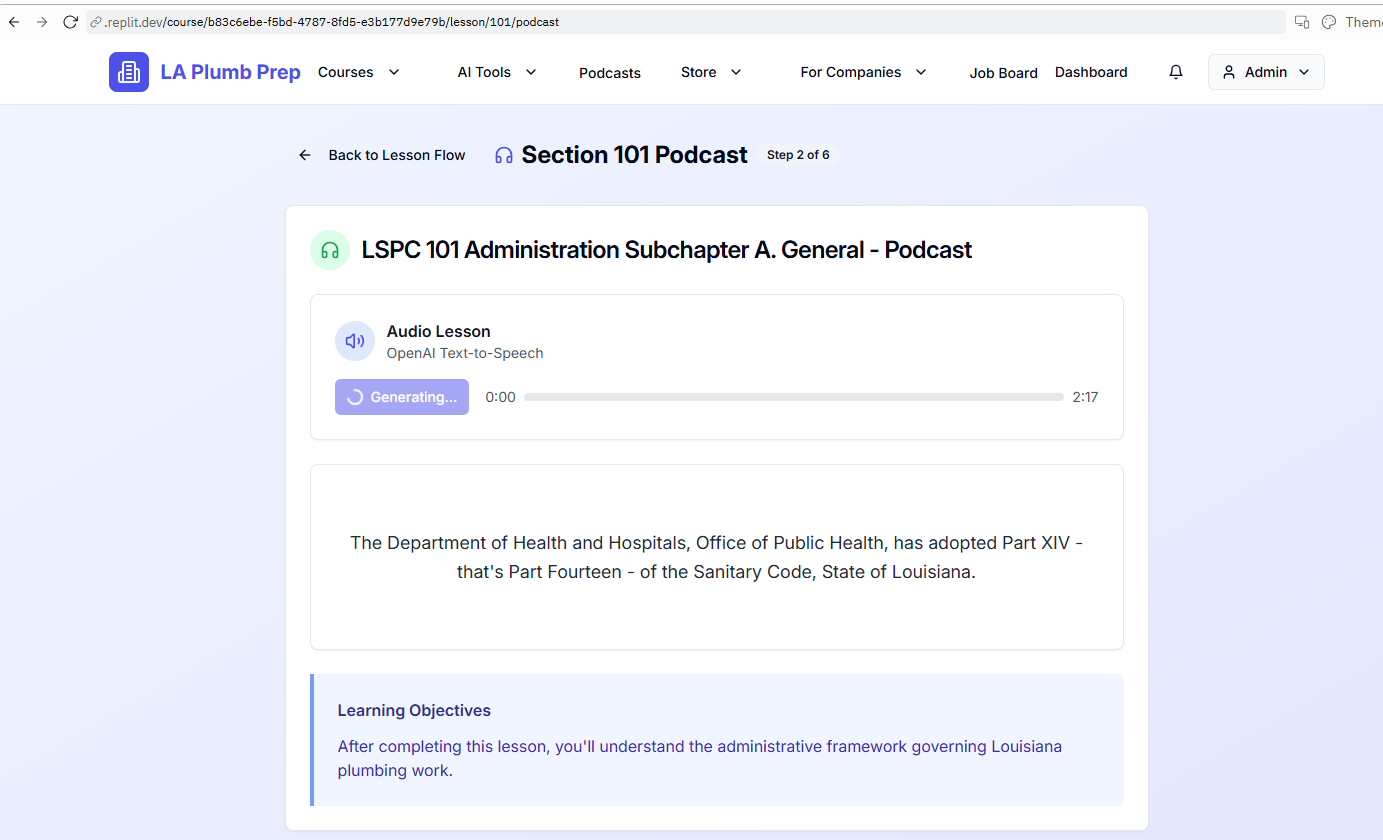 .replit.dev/course/b83c6ebe-f5bd-4787-8fd5-e3b177d9e79b/lesson/101/podcast
Theme
LA Plumb Prep Courses AI Tools Podcasts Store For Companies Job Board Dashboard Admin
Back to Lesson Flow Section 101 Podcast Step 2 of 6
LSPC 101 Administration Subchapter A. General - Podcast
Audio Lesson
OpenAI Text-to-Speech
Generating... 0:00 2:17
The Department of Health and Hospitals, Office of Public Health, has adopted Part XIV -
that's Part Fourteen - of the Sanitary Code, State of Louisiana.
Learning Objectives
After completing this lesson, you'll understand the administrative framework governing Louisiana
plumbing work.